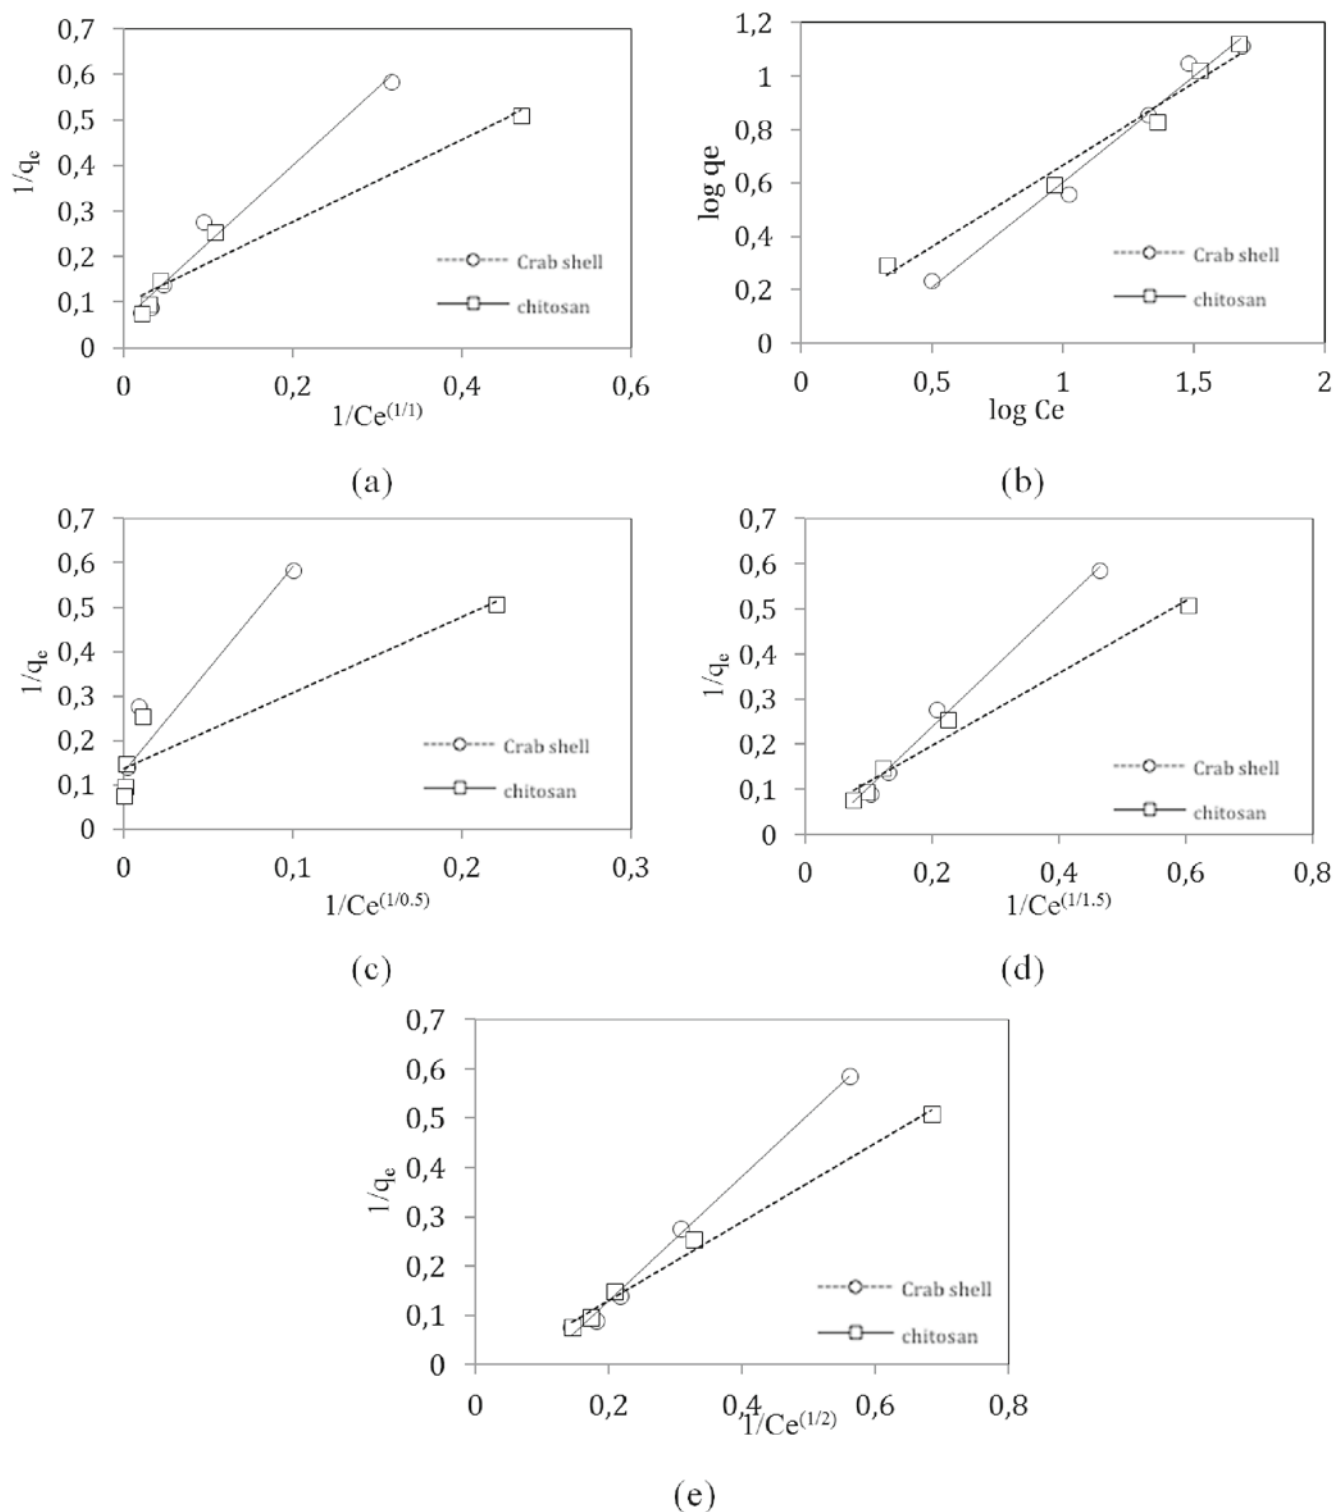 0,7
0,6
0,5
0,4
0,3
0,2
0,1
0
1/qe
0 0,2 0,4 0,6
1/Ce(1/1)
Crab shell
chitosan
(a)
1,2
1
0,8
0,6
0,4
0,2
0
log qe
0 0,5 1 1,5 2
log Ce
Crab shell
chitosan
(b)
0,7
0,6
0,5
0,4
0,3
0,2
0,1
0
1/qe
0 0,1 0,2 0,3
1/Ce(1/0.5)
Crab shell
chitosan
(c)
0,7
0,6
0,5
0,4
0,3
0,2
0,1
0
1/qe
0 0,2 0,4 0,6 0,8
1/Ce(1/1.5)
Crab shell
chitosan
(d)
0,7
0,6
0,5
0,4
0,3
0,2
0,1
0
1/qe
0 0,2 0,4 0,6 0,8
1/Ce(1/2)
Crab shell
chitosan
(e)